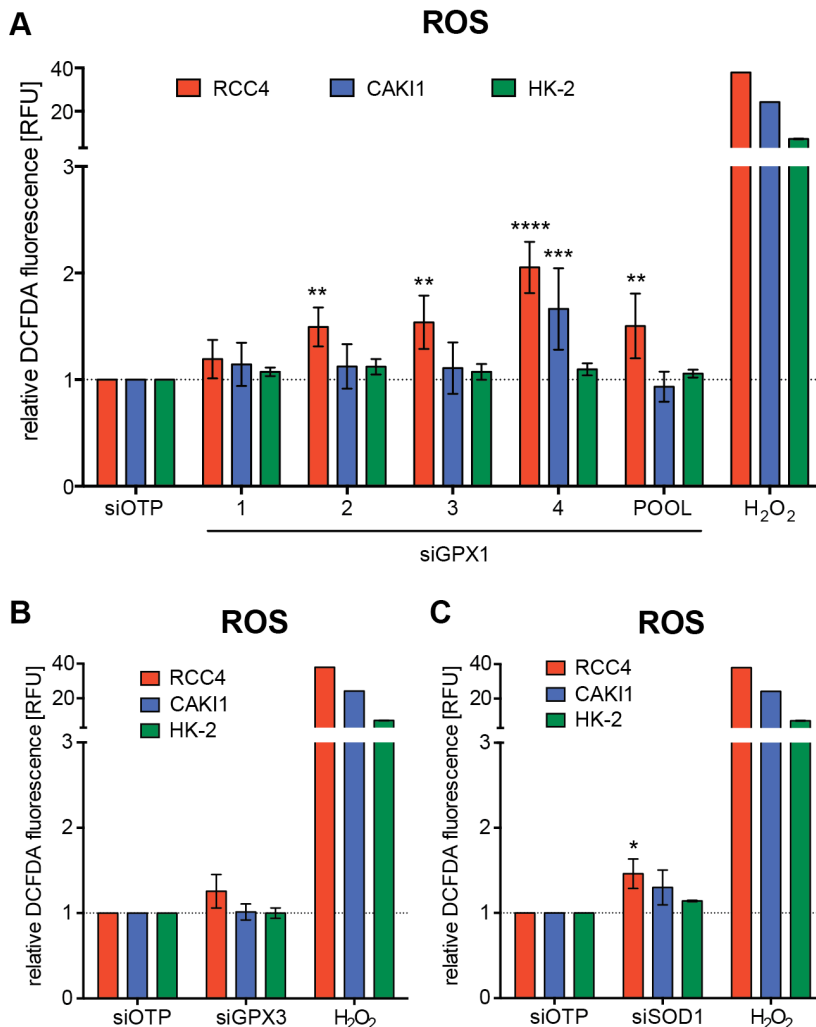 A
ROS
relative DCFDA fluorescence [RFU]
40
20
3
2
1
0
RCC4 CAKI1 HK-2
** ** **** *** **
siOTP 1 2 3 4 POOL H₂O₂
siGPX1
B
ROS
relative DCFDA fluorescence [RFU]
40
20
3
2
1
0
RCC4
CAKI1
HK-2
siOTP siGPX3 H₂O₂
C
ROS
relative DCFDA fluorescence [RFU]
40
20
3
2
1
0
RCC4
CAKI1
HK-2
*
siOTP siSOD1 H₂O₂